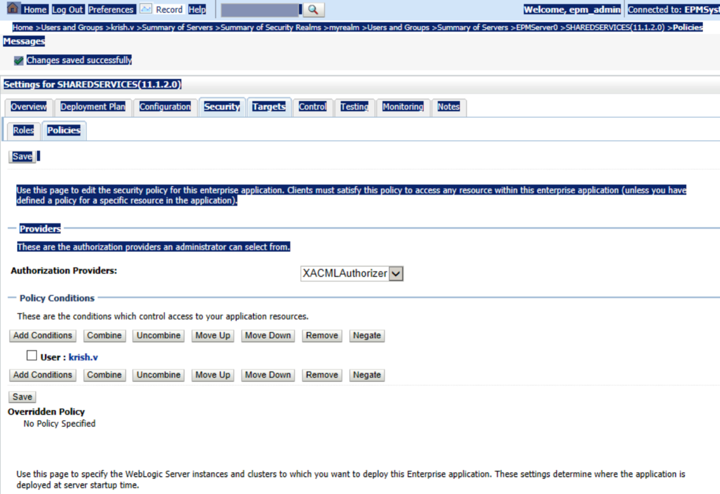 Home Log Out Preferences Record Help Welcome, epm_admin Connected to: EPMSyst
Home >Users and Groups >krish.v >Summary of Servers >Summary of Security Realms >myrealm >Users and Groups >Summary of Servers >EPMServer0 >SHAREDSERVICES(11.1.2.0) >Policies
Messages
Changes saved successfully
Settings for SHAREDSERVICES(11.1.2.0)
Overview Deployment Plan Configuration Security Targets Control Testing Monitoring Notes
Roles Policies
Save
Use this page to edit the security policy for this enterprise application. Clients must satisfy this policy to access any resource within this enterprise application (unless you have
defined a policy for a specific resource in the application).
Providers
These are the authorization providers an administrator can select from.
Authorization Providers: XACMLAuthorizer
Policy Conditions
These are the conditions which control access to your application resources.
Add Conditions Combine Uncombine Move Up Move Down Remove Negate
User : krish.v
Add Conditions Combine Uncombine Move Up Move Down Remove Negate
Save
Overridden Policy
No Policy Specified
Use this page to specify the WebLogic Server instances and clusters to which you want to deploy this Enterprise application. These settings determine where the application is
deployed at server startup time.